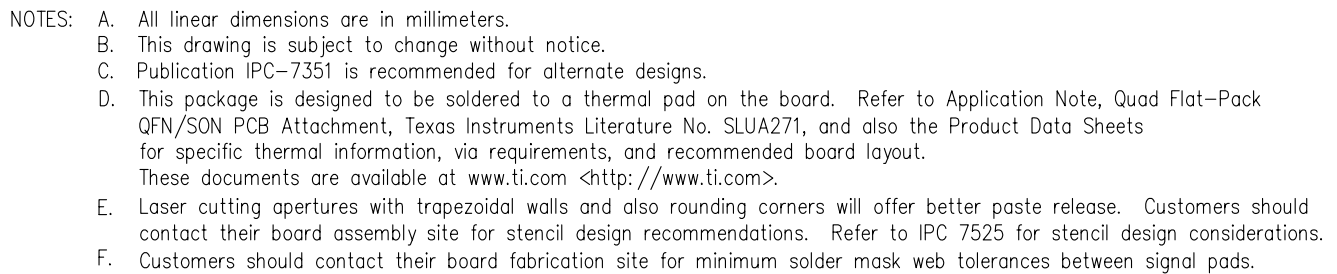 NOTES: A. All linear dimensions are in millimeters.
B. This drawing is subject to change without notice.
C. Publication IPC-7351 is recommended for alternate designs.
D. This package is designed to be soldered to a thermal pad on the board. Refer to Application Note, Quad Flat-Pack
QFN/SON PCB Attachment, Texas Instruments Literature No. SLUA271, and also the Product Data Sheets
for specific thermal information, via requirements, and recommended board layout.
These documents are available at www.ti.com <http://www.ti.com>.
E. Laser cutting apertures with trapezoidal walls and also rounding corners will offer better paste release. Customers should
contact their board assembly site for stencil design recommendations. Refer to IPC 7525 for stencil design considerations.
F. Customers should contact their board fabrication site for minimum solder mask web tolerances between signal pads.